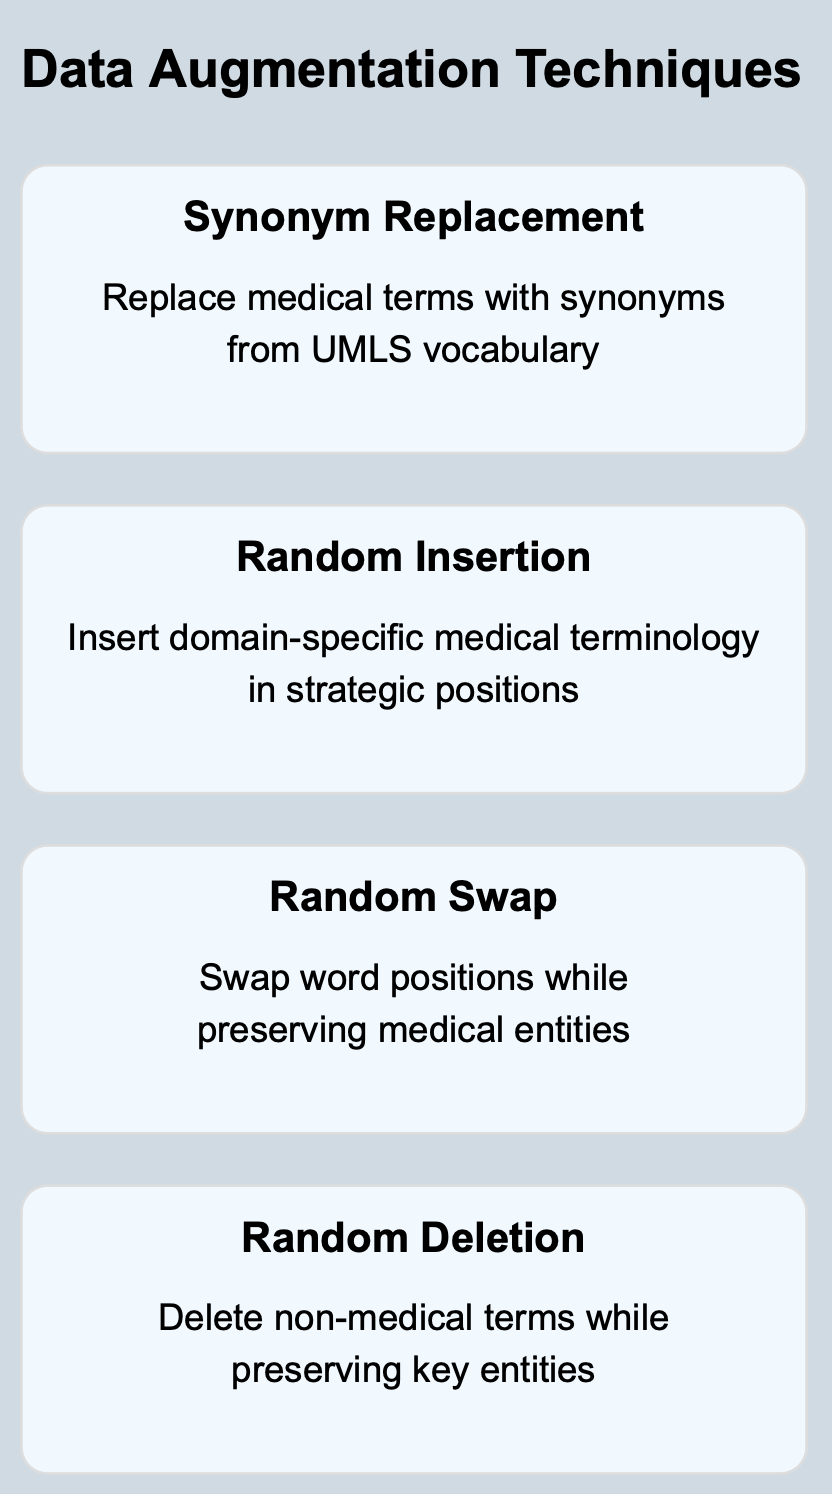 Data Augmentation Techniques
Synonym Replacement
Replace medical terms with synonyms
from UMLS vocabulary
Random Insertion
Insert domain-specific medical terminology
in strategic positions
Random Swap
Swap word positions while
preserving medical entities
Random Deletion
Delete non-medical terms while
preserving key entities